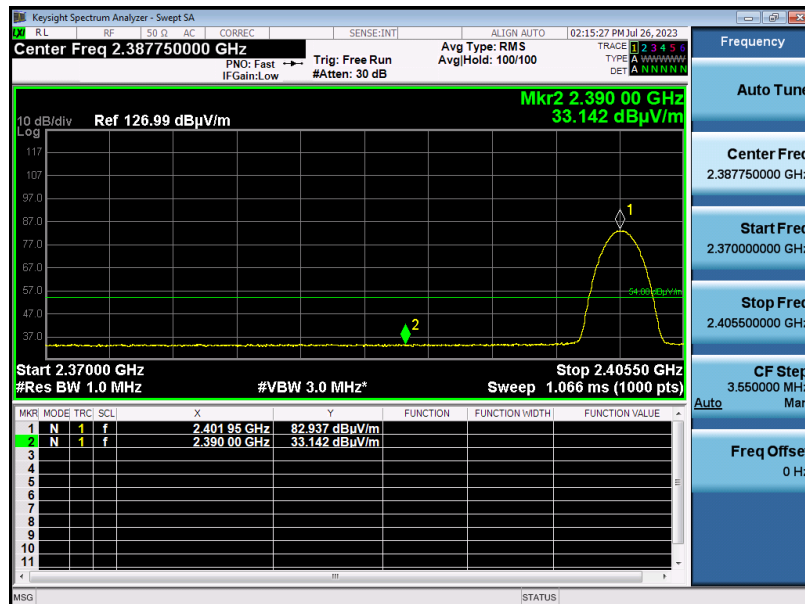 Keysight Spectrum Analyzer - Swept SA
RL RF 50 Ω AC CORREC SENSE:INT ALIGN AUTO 02:15:27 PM Jul 26, 2023
Center Freq 2.387750000 GHz
PNO: Fast
IFGain:Low
Trig: Free Run
#Atten: 30 dB
Avg Type: RMS
Avg|Hold: 100/100
TRACE 1 2 3 4 5 6
TYPE A WWWWW
DET A N N N N N
Mkr2 2.390 00 GHz
33.142 dBµV/m
10 dB/div Ref 126.99 dBµV/m
Log
117
107
97.0
87.0
77.0
67.0
57.0
47.0
37.0
1
2
54.00 dBµV/m
Start 2.37000 GHz Stop 2.40550 GHz
#Res BW 1.0 MHz #VBW 3.0 MHz* Sweep 1.066 ms (1000 pts)
MKR MODE TRC SCL X Y FUNCTION FUNCTION WIDTH FUNCTION VALUE
1 N 1 f 2.401 95 GHz 82.937 dBµV/m
2 N 1 f 2.390 00 GHz 33.142 dBµV/m
3
4
5
6
7
8
9
10
11
MSG STATUS
Frequency
Auto Tune
Center Freq
2.387750000 GHz
Start Freq
2.370000000 GHz
Stop Freq
2.405500000 GHz
CF Step
3.550000 MHz
Auto Man
Freq Offset
0 Hz